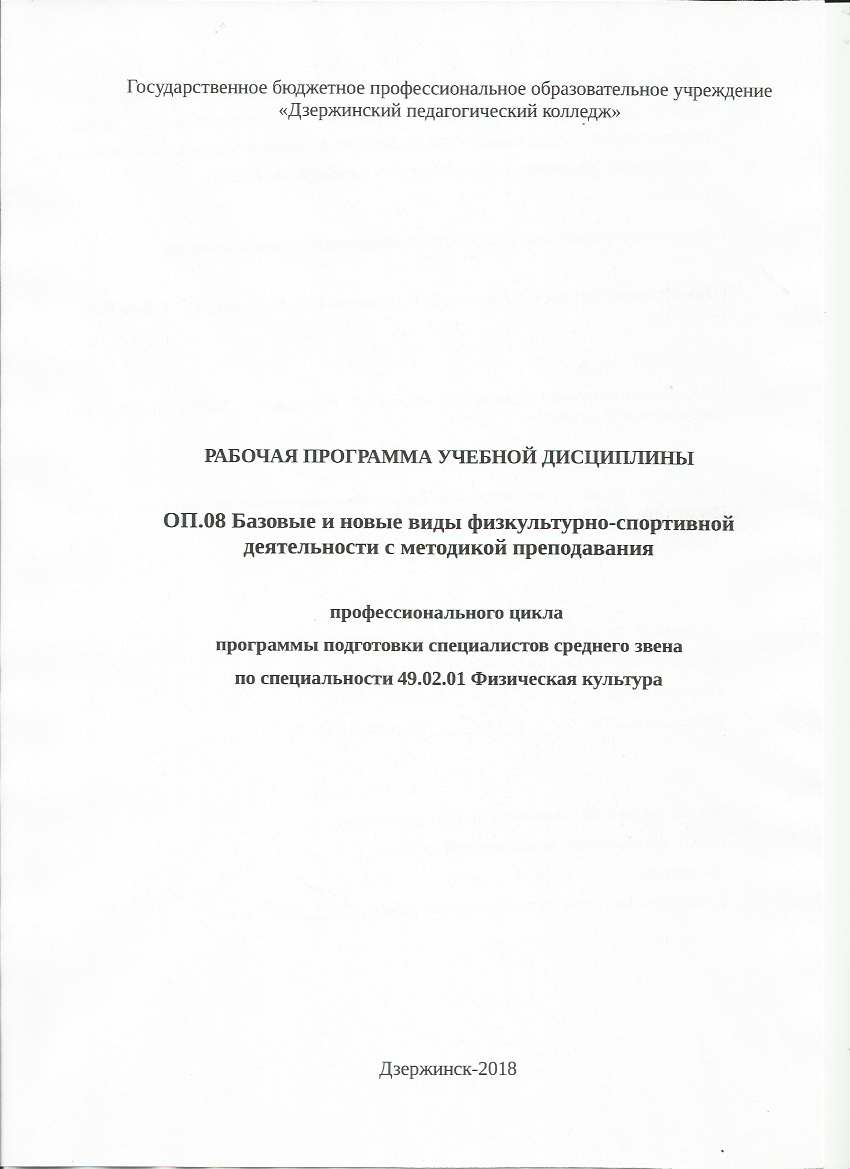 Государственное бюджетное профессиональное образовательное учреждение
«Дзержинский педагогический колледж»
РАБОЧАЯ ПРОГРАММА УЧЕБНОЙ ДИСЦИПЛИНЫ
ОП.08 Базовые и новые виды физкультурно-спортивной
деятельности с методикой преподавания
профессионального цикла
программы подготовки специалистов среднего звена
по специальности 49.02.01 Физическая культура
Дзержинск-2018